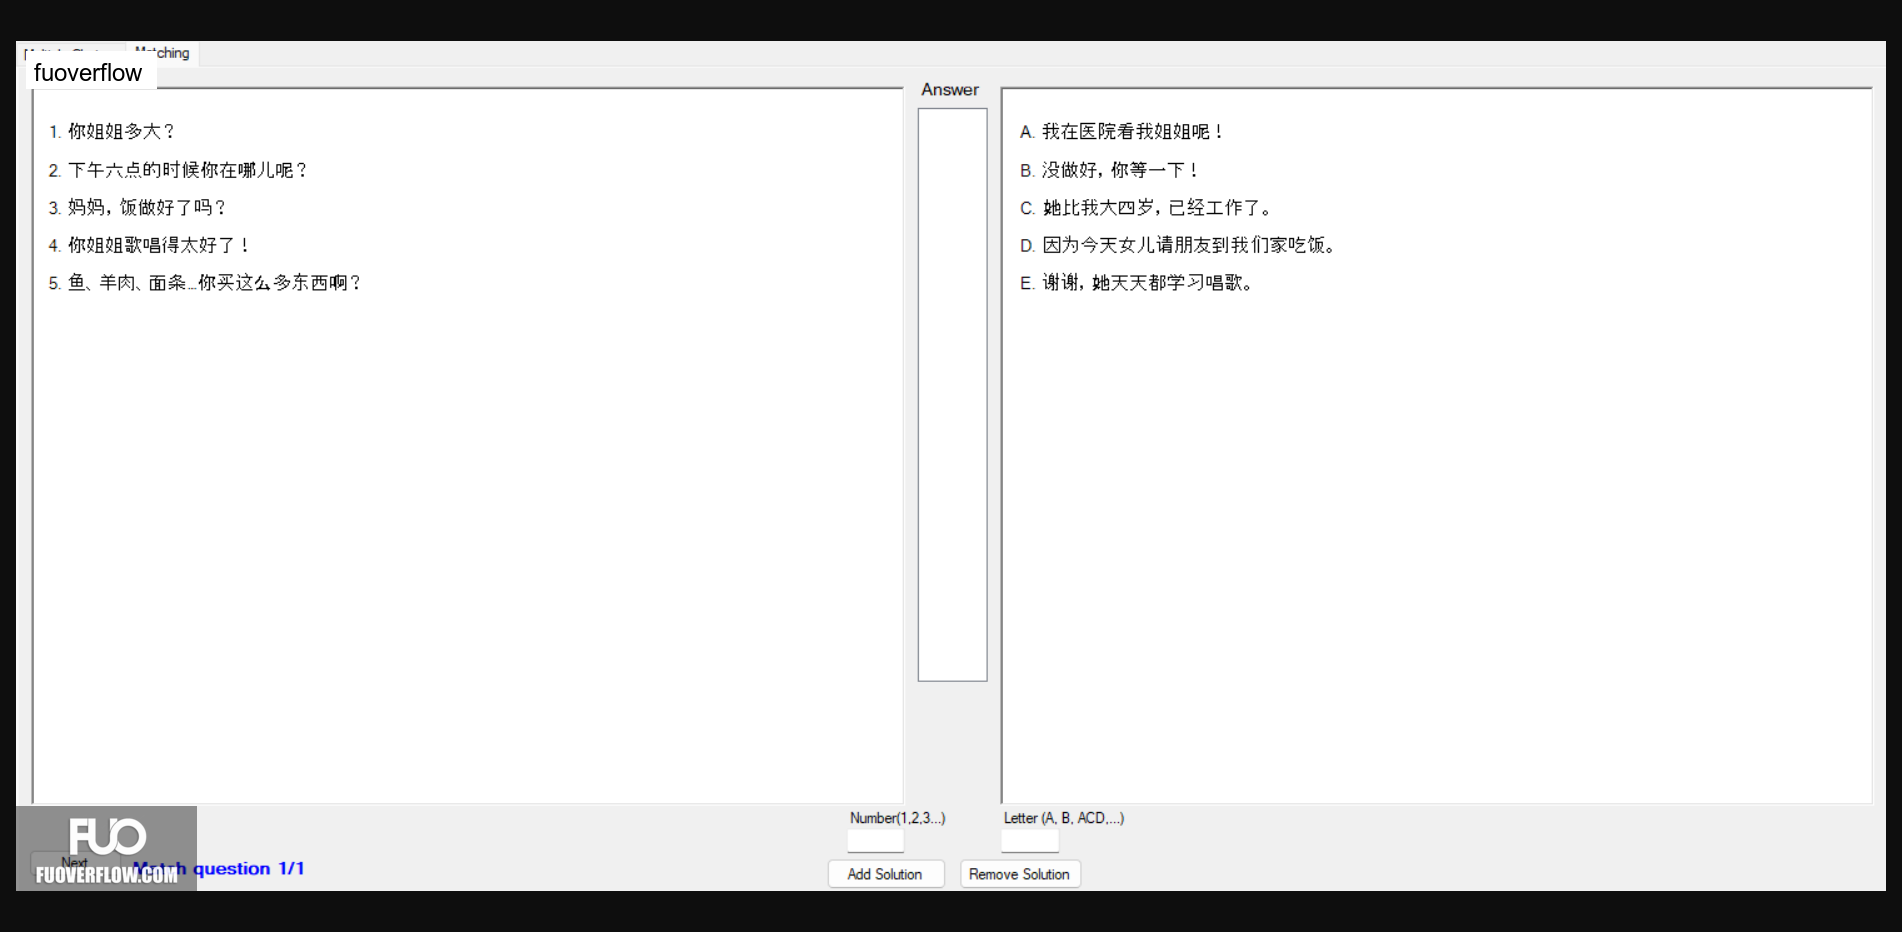 Matching
fuoverflow
Answer
1. 你姐姐多大？
2. 下午六点的时候你在哪儿呢？
3. 妈妈，饭做好了吗？
4. 你姐姐歌唱得太好了！
5. 鱼、羊肉、面条...你买这么多东西啊？
A. 我在医院看我姐姐呢！
B. 没做好，你等一下！
C. 她比我大四岁，已经工作了。
D. 因为今天女儿请朋友到我们家吃饭。
E. 谢谢，她天天都学习唱歌。
Number(1,2,3...)
Letter (A, B, ACD,...)
FUO
FUOVERFLOW.COM
Next
Match question 1/1
Add Solution
Remove Solution